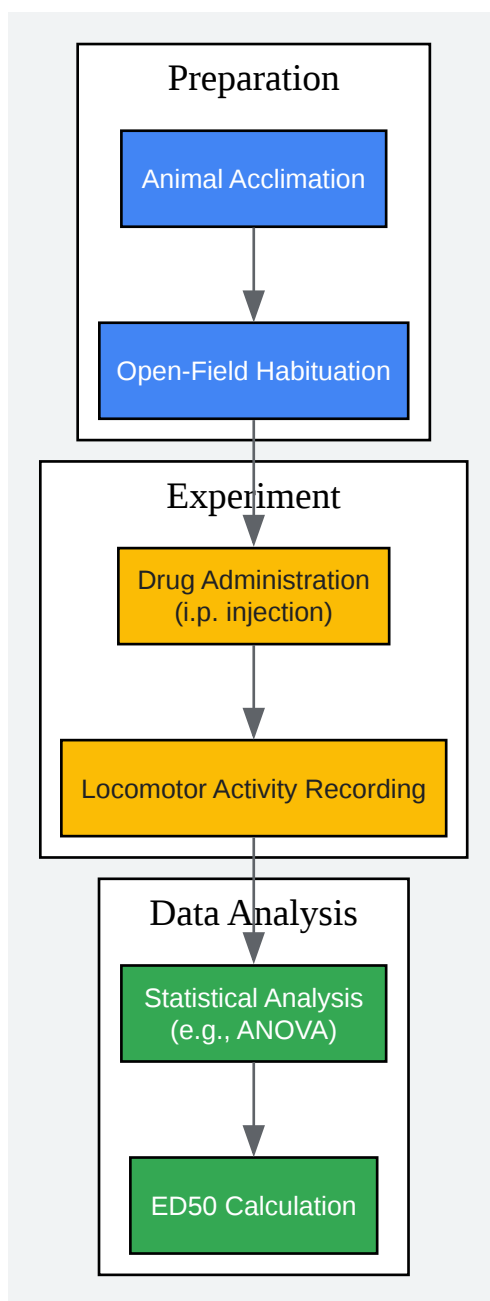 Preparation
Animal Acclimation
Open-Field Habituation
Experiment
Drug Administration
(i.p. injection)
Locomotor Activity Recording
Data Analysis
Statistical Analysis
(e.g., ANOVA)
ED50 Calculation